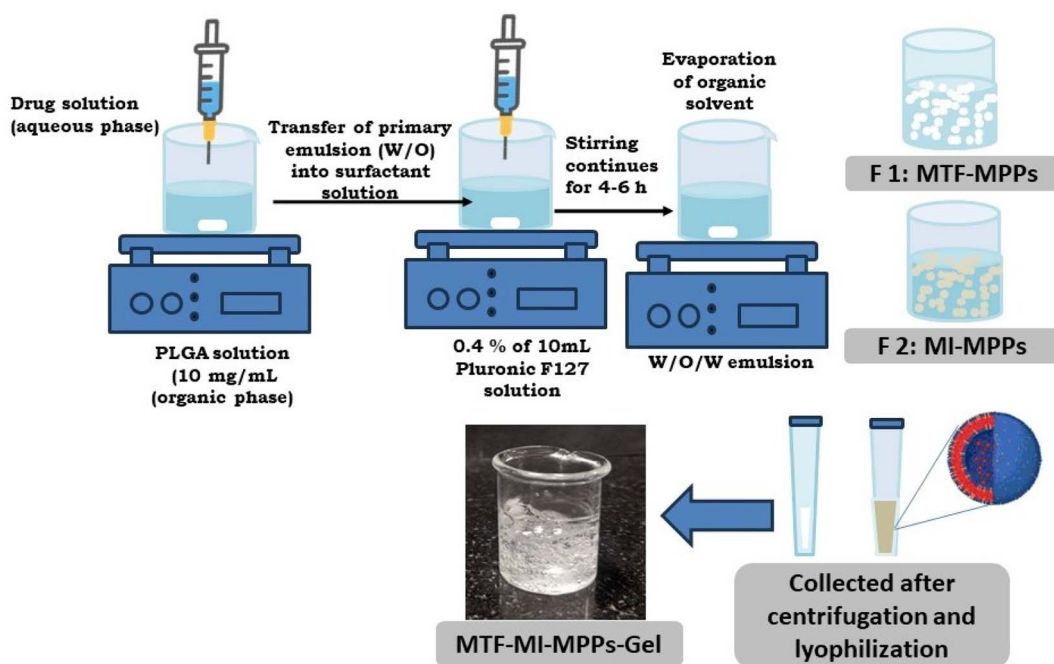 Drug solution
(aqueous phase)
Transfer of primary
emulsion (W/O)
into surfactant
solution
Stirring
continues
for 4-6 h
Evaporation
of organic
solvent
F 1: MTF-MPPs
F 2: MI-MPPs
PLGA solution
(10 mg/mL
(organic phase)
0.4 % of 10mL
Pluronic F127
solution
W/O/W emulsion
Collected after
centrifugation and
lyophilization
MTF-MI-MPPs-Gel